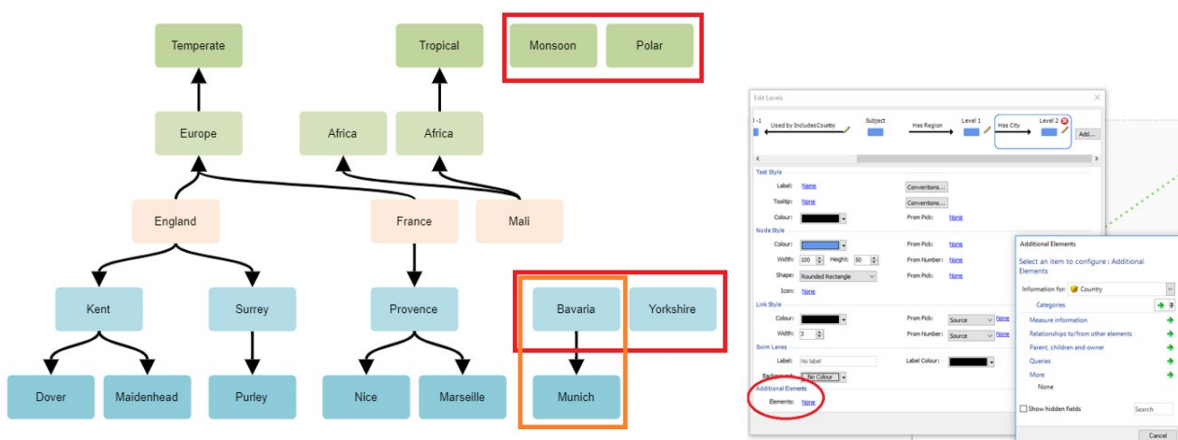 Temperate
Tropical
Monsoon
Polar
Europe
Africa
Africa
England
France
Mali
Kent
Surrey
Provence
Bavaria
Yorkshire
Dover
Maidenhead
Purley
Nice
Marseille
Munich
Edit Levels
-1 Used by IncludesCountry Subject Has Region Level 1 Has City Level 2
Add...
Text Style
Label: Name Conventions...
Tooltip: None Conventions...
Colour: From Pick: None
Node Style
Colour: From Pick: None
Width: 100 Height: 50 From Number: None
Shape: Rounded Rectangle From Pick: None
Icon: None
Link Style
Colour: From Pick: Source None
Width: 3 From Number: Source None
Swim Lanes
Label: No label Label Colour:
Background: No Colour
Additional Elements
Elements: None
Additional Elements
Select an item to configure : Additional
Elements
Information for: Country
Categories
Measure information
Relationships to/from other elements
Parent, children and owner
Queries
More
None
Show hidden fields Search
Cancel